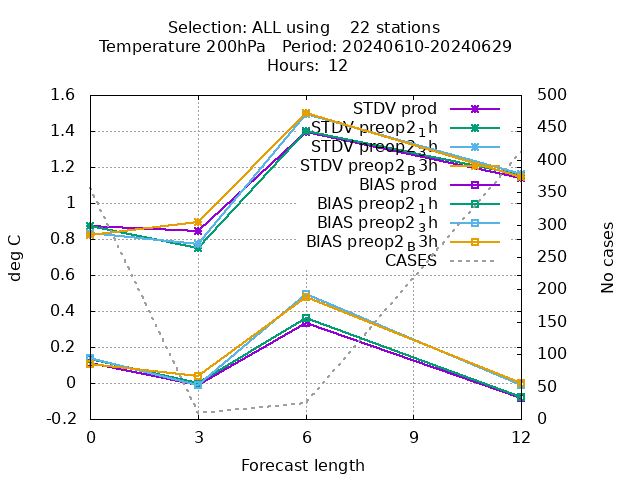 Selection: ALL using 22 stations
Temperature 200hPa Period: 20240610-20240629
Hours: 12
1.6
1.4
1.2
1
0.8
0.6
0.4
0.2
0
-0.2
deg C
STDV prod
STDV preop2_1h
STDV preop2_3h
STDV preop2_B3h
BIAS prod
BIAS preop2_1h
BIAS preop2_3h
BIAS preop2_B3h
CASES
500
450
400
350
300
250
200
150
100
50
0
No cases
0 3 6 9 12
Forecast length